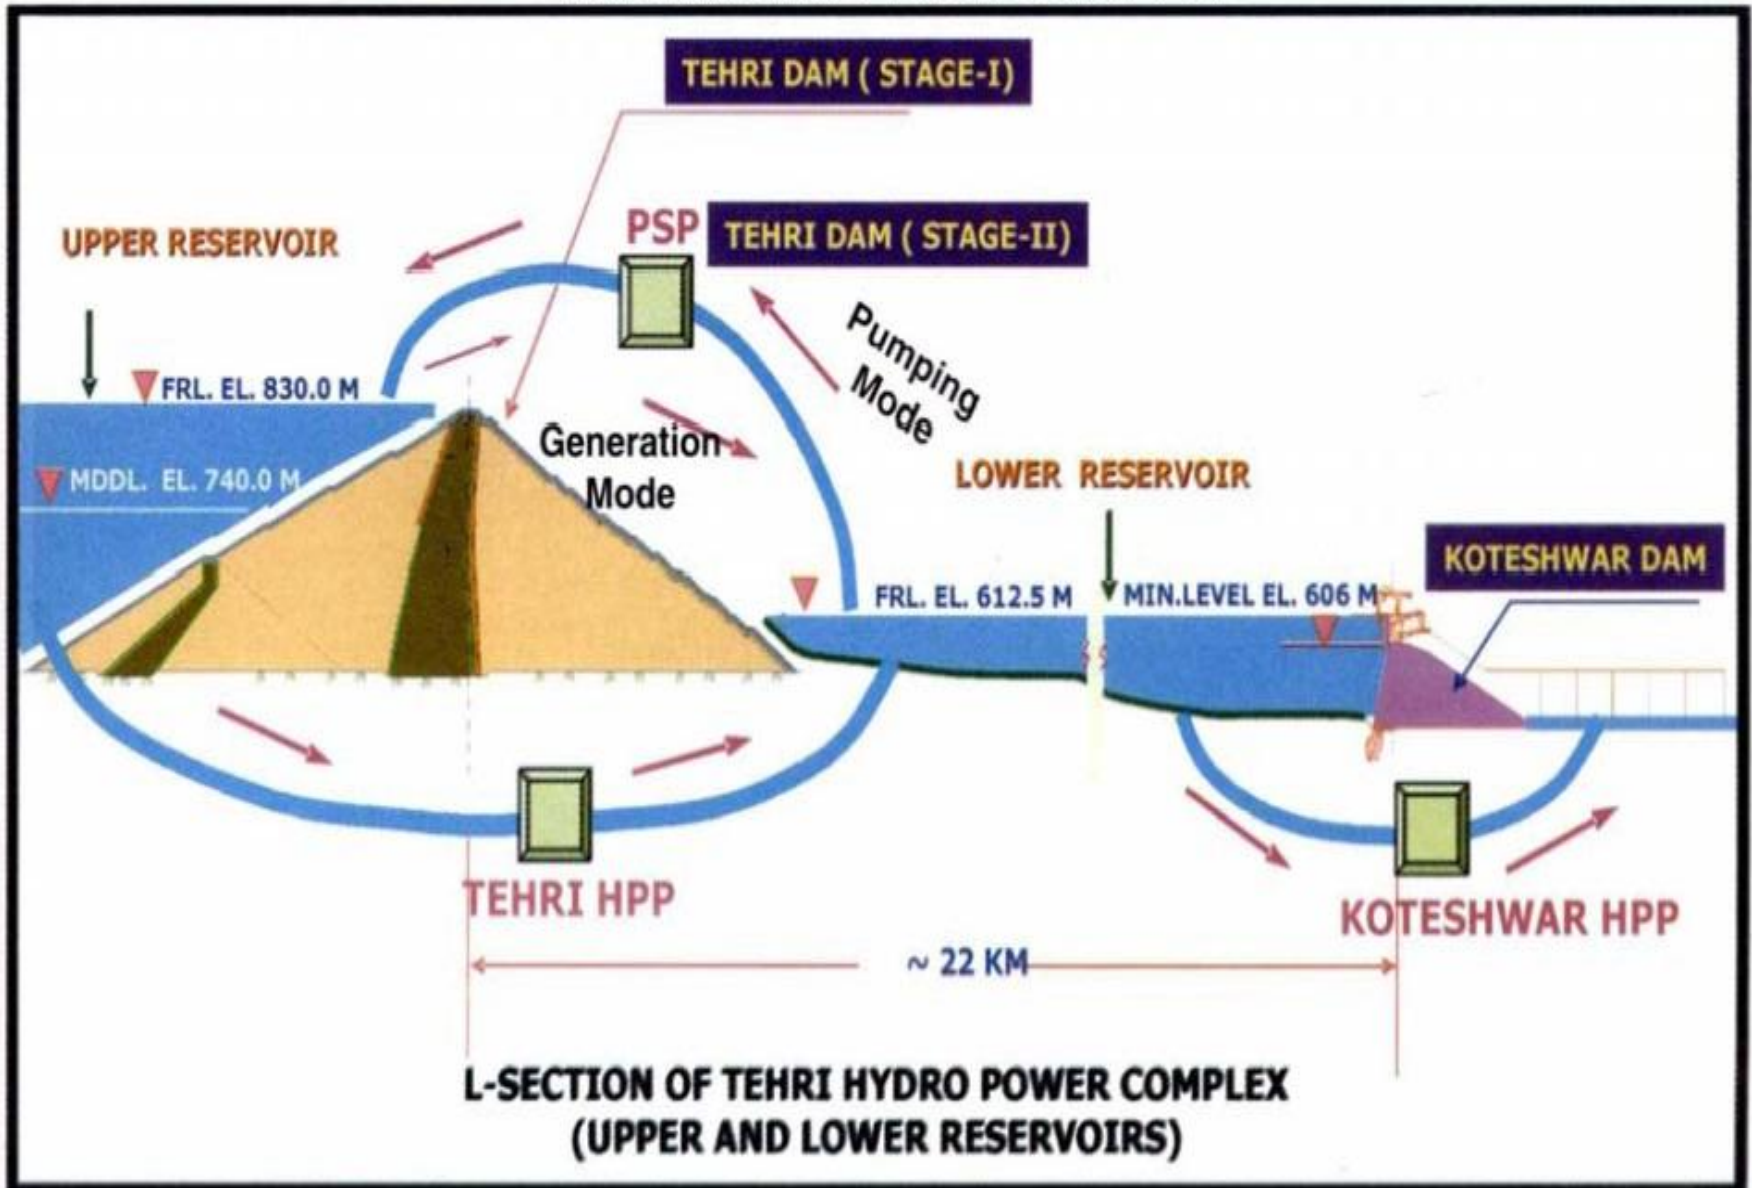 TEHRI DAM ( STAGE-I)
UPPER RESERVOIR
PSP
TEHRI DAM ( STAGE-II)
Pumping
Mode
FRL. EL. 830.0 M
Generation
Mode
MDDL. EL. 740.0 M
LOWER RESERVOIR
KOTESHWAR DAM
FRL. EL. 612.5 M
MIN.LEVEL EL. 606 M
TEHRI HPP
KOTESHWAR HPP
~ 22 KM
L-SECTION OF TEHRI HYDRO POWER COMPLEX
(UPPER AND LOWER RESERVOIRS)